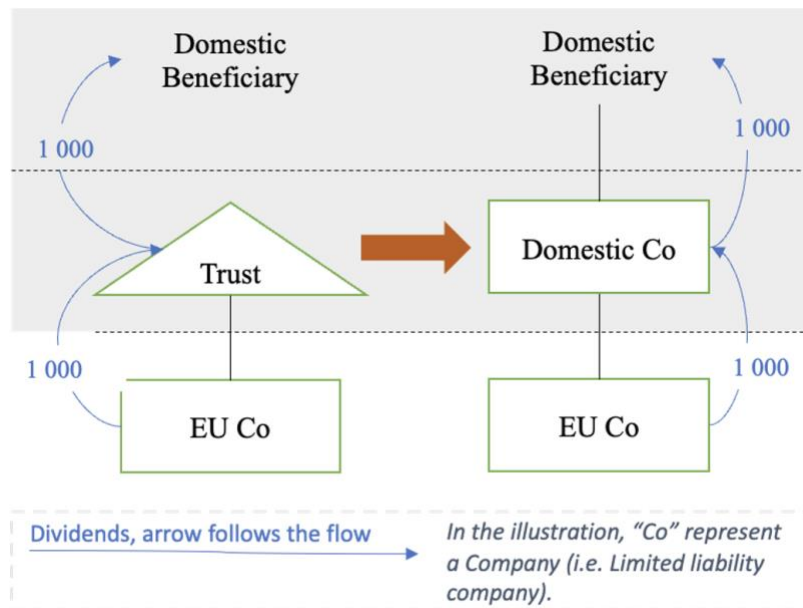 Domestic
Beneficiary
Domestic
Beneficiary
1 000
1 000
Trust
Domestic Co
1 000
1 000
EU Co
EU Co
Dividends, arrow follows the flow
In the illustration, “Co” represent
a Company (i.e. Limited liability
company).